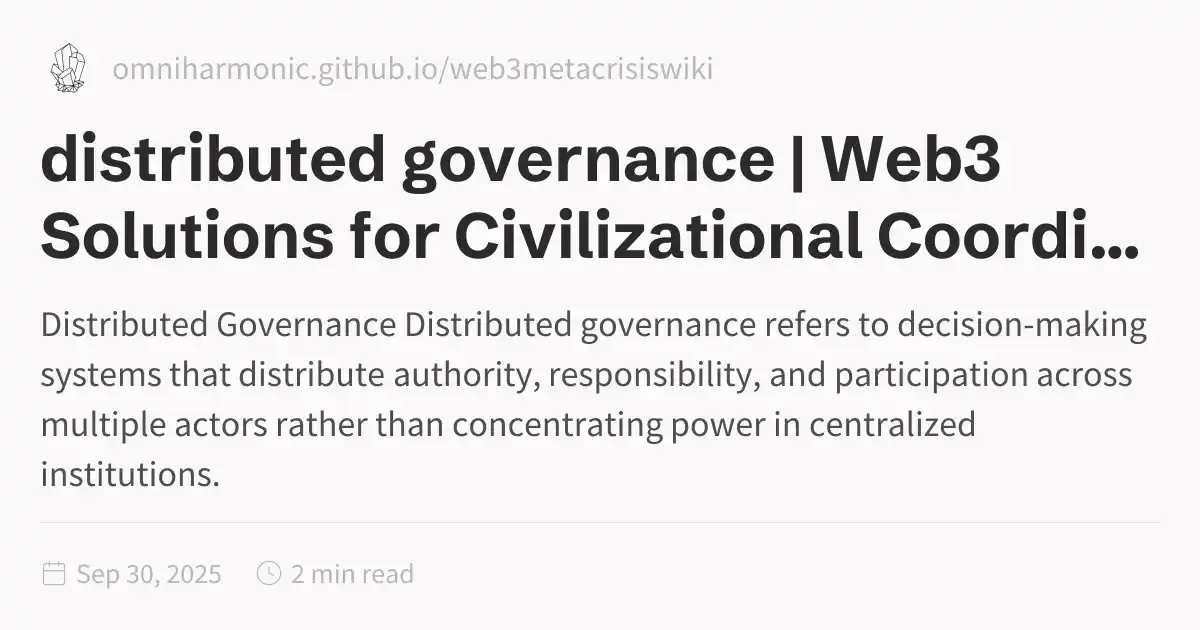 omniharmonic.github.io/web3metacrisiswiki
distributed governance | Web3
Solutions for Civilizational Coordi...
Distributed Governance Distributed governance refers to decision-making
systems that distribute authority, responsibility, and participation across
multiple actors rather than concentrating power in centralized
institutions.
Sep 30, 2025 2 min read